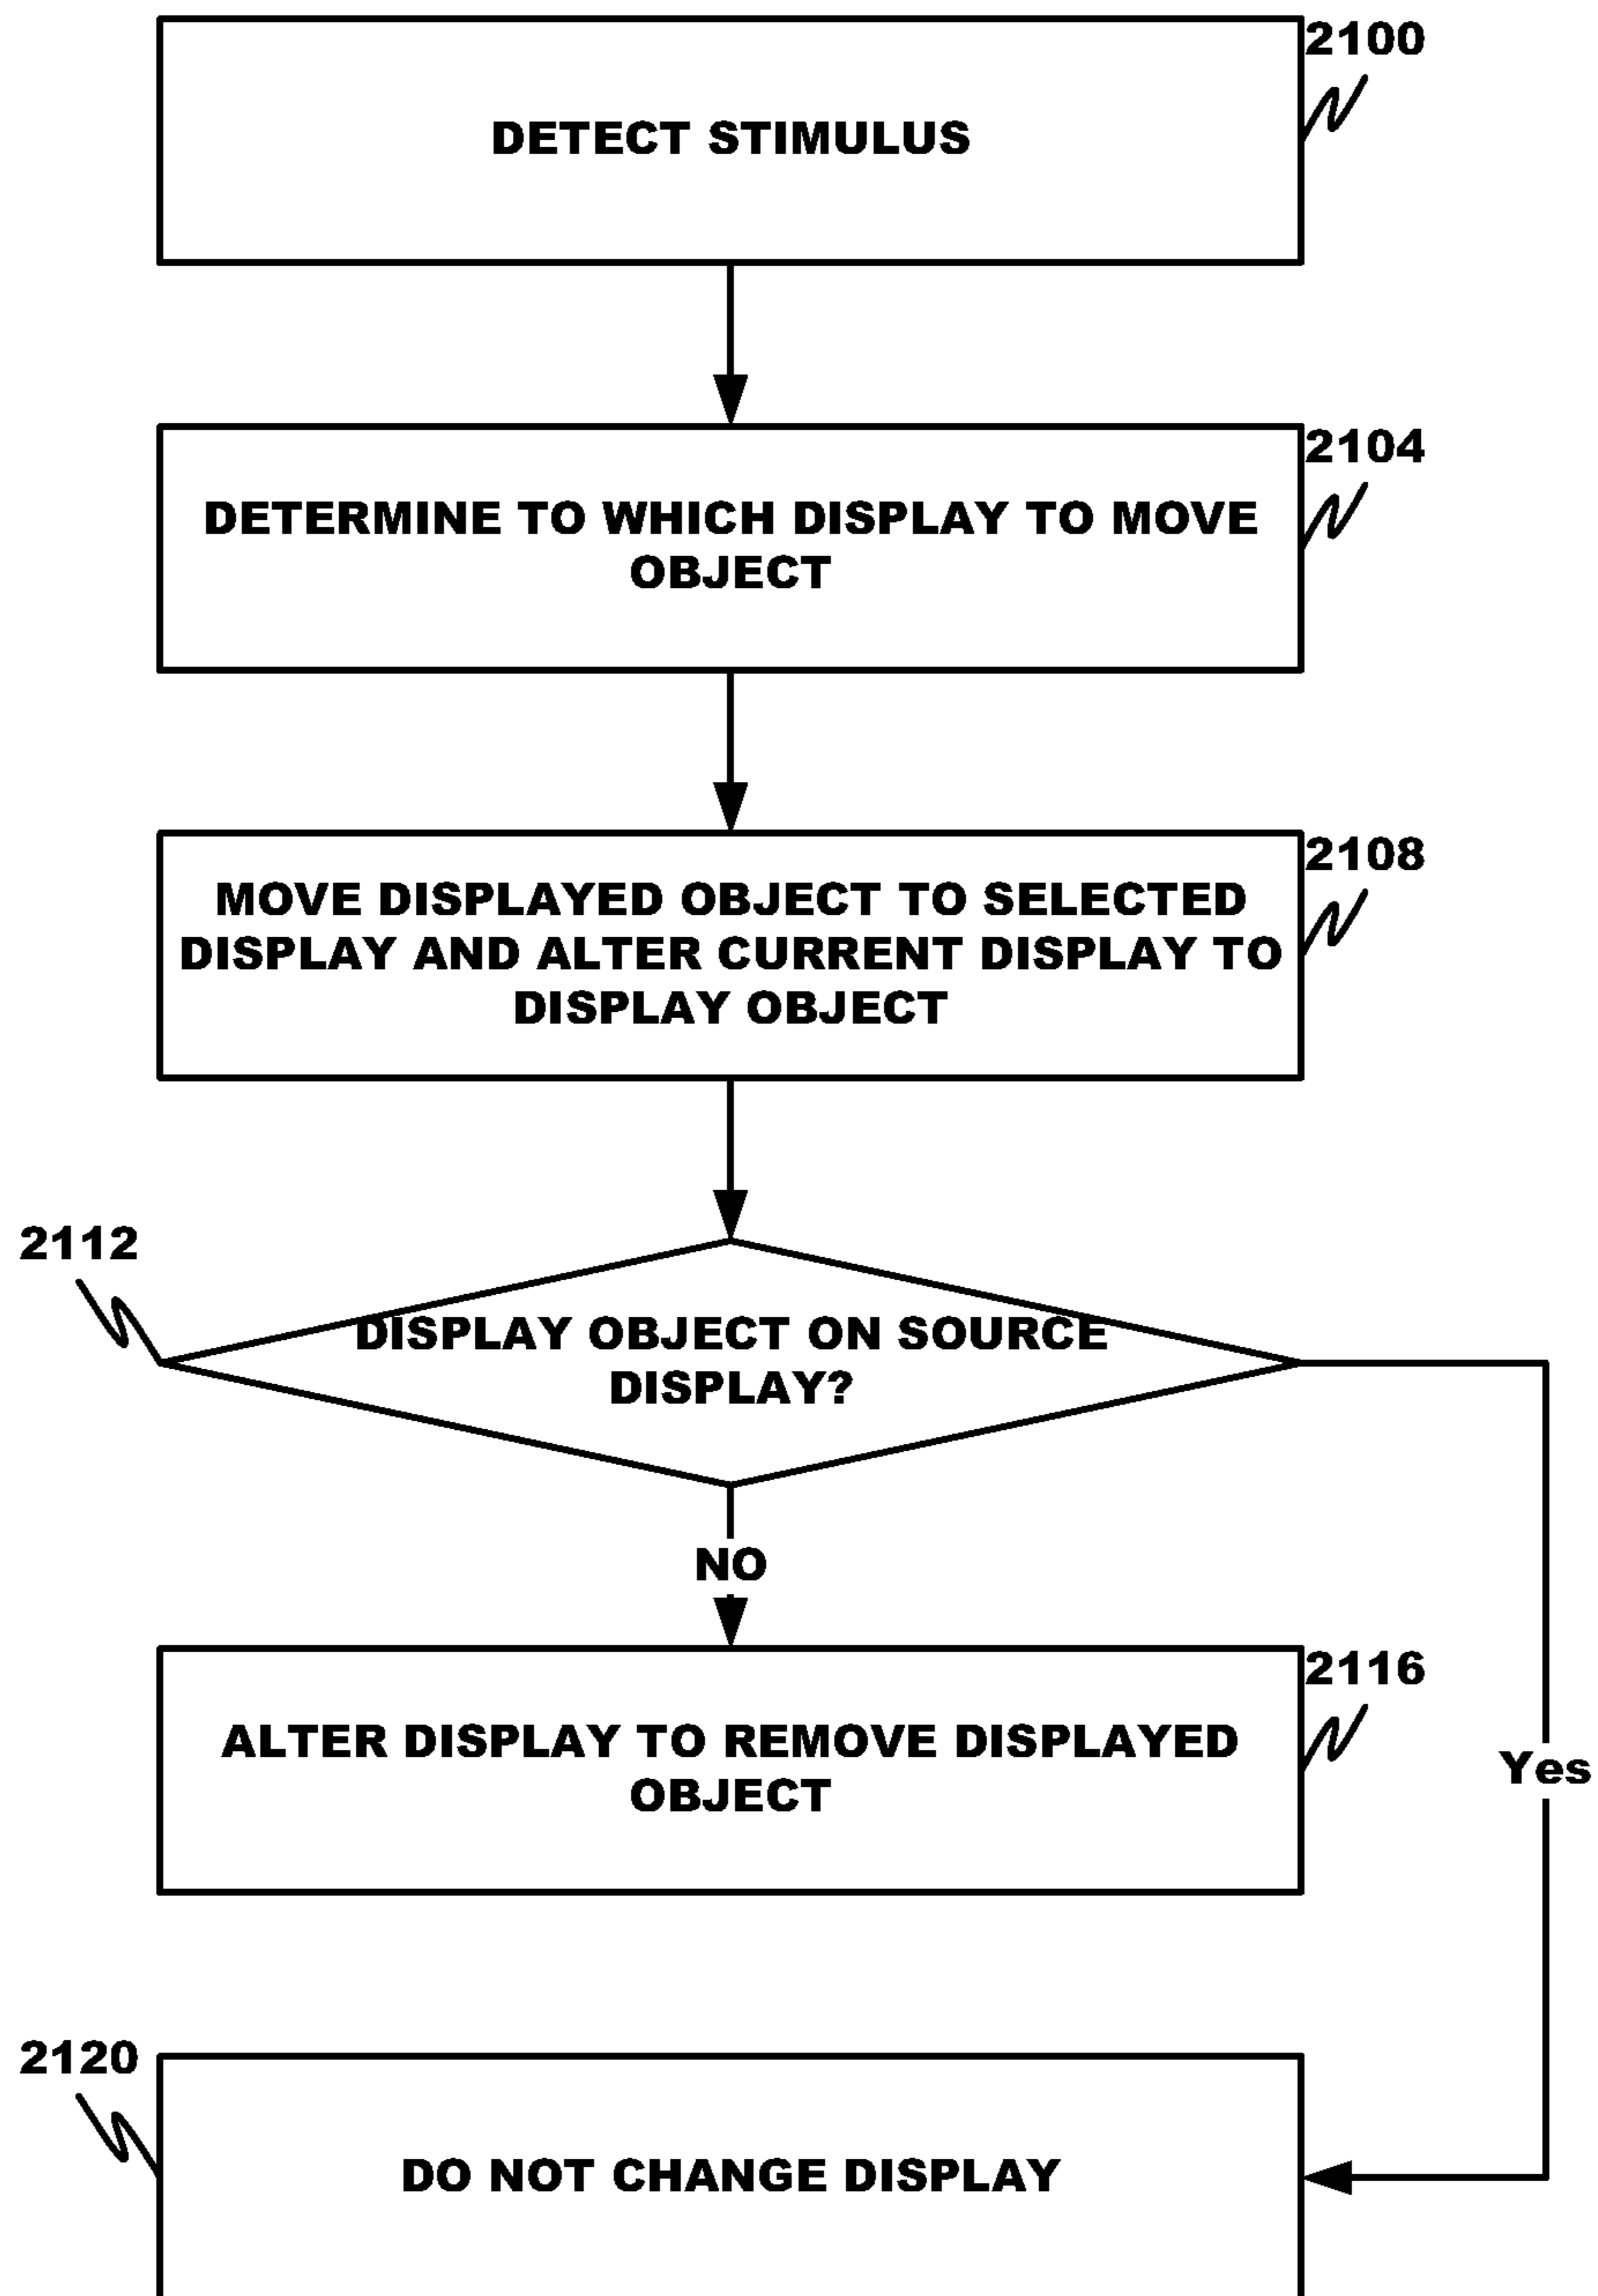 2100
DETECT STIMULUS
2104
DETERMINE TO WHICH DISPLAY TO MOVE
OBJECT
2108
MOVE DISPLAYED OBJECT TO SELECTED
DISPLAY AND ALTER CURRENT DISPLAY TO
DISPLAY OBJECT
2112
DISPLAY OBJECT ON SOURCE
DISPLAY?
NO
2116
ALTER DISPLAY TO REMOVE DISPLAYED
OBJECT
Yes
2120
DO NOT CHANGE DISPLAY